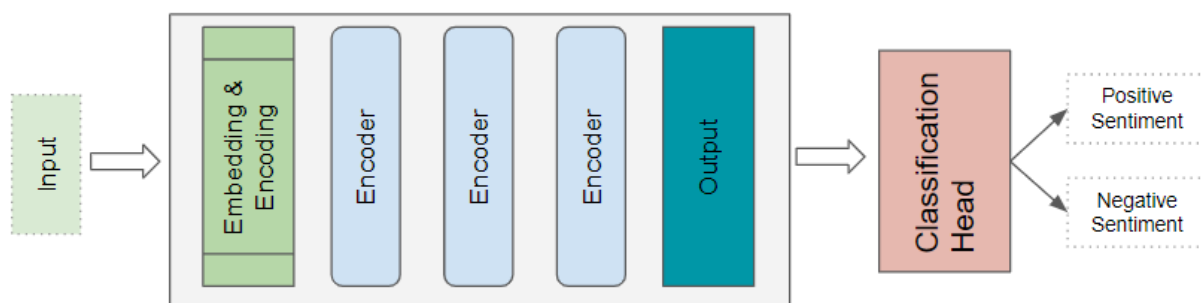 Input
Embedding &
Encoding
Encoder
Encoder
Encoder
Output
Classification
Head
Positive
Sentiment
Negative
Sentiment